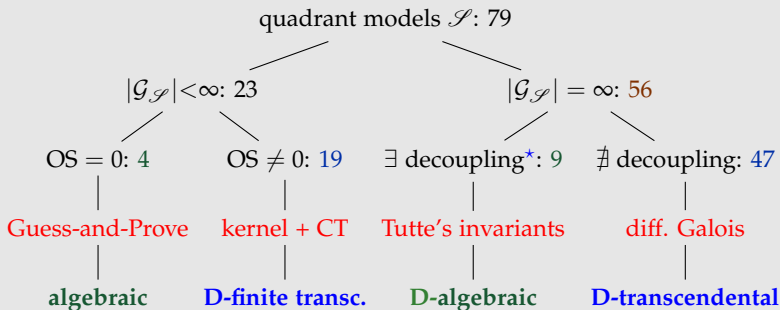 quadrant models 𝒮: 79
|𝒢_𝒮|<∞: 23 |𝒢_𝒮| = ∞: 56
OS = 0: 4 OS ≠ 0: 19 ∃ decoupling⋆: 9 ∄ decoupling: 47
Guess-and-Prove kernel + CT Tutte's invariants diff. Galois
algebraic D-finite transc. D-algebraic D-transcendental